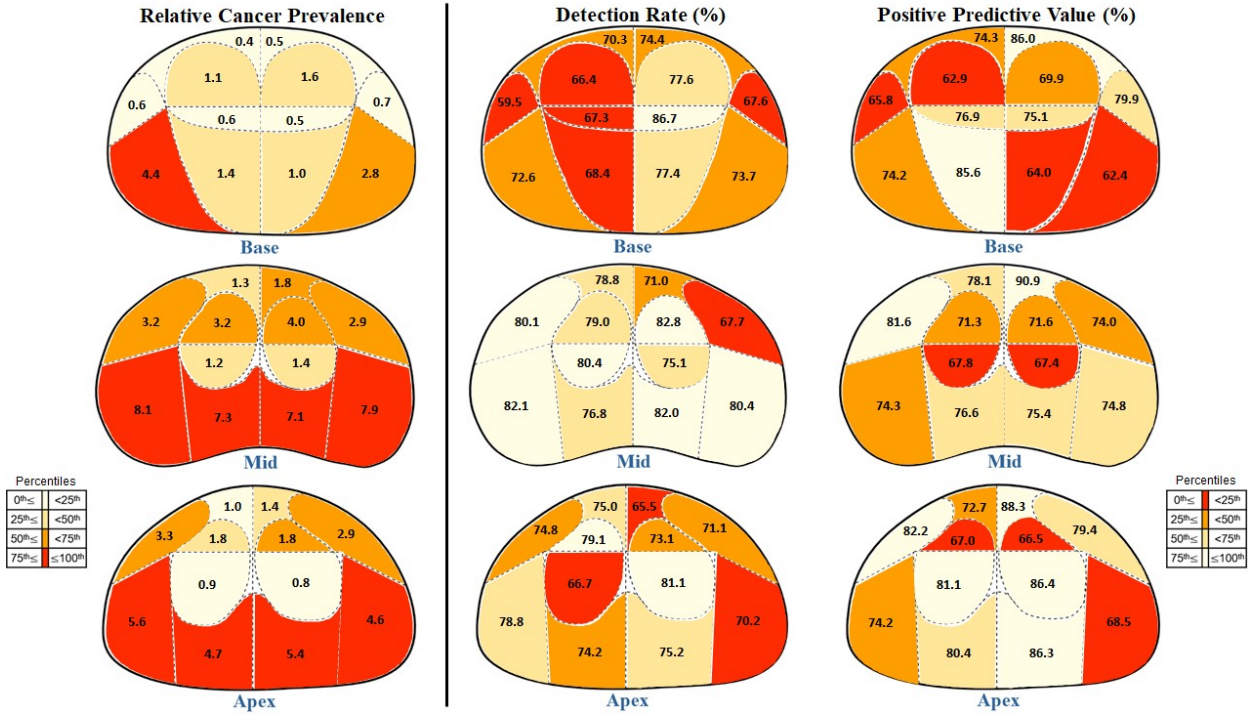 Relative Cancer Prevalence
0.4 0.5
1.1 1.6
0.6 0.7
0.6 0.5
4.4 1.4 1.0 2.8
Base
1.3 1.8
3.2 3.2 4.0 2.9
1.2 1.4
8.1 7.3 7.1 7.9
Mid
1.0 1.4
3.3 1.8 1.8 2.9
0.9 0.8
5.6 4.7 5.4 4.6
Apex
Percentiles
0th≤ <25th
25th≤ <50th
50th≤ <75th
75th≤ ≤100th
Detection Rate (%)
70.3 74.4
66.4 77.6
59.5 67.6
67.3 86.7
72.6 68.4 77.4 73.7
Base
78.8 71.0
80.1 79.0 82.8 67.7
80.4 75.1
82.1 76.8 82.0 80.4
Mid
75.0 65.5
74.8 79.1 73.1 71.1
66.7 81.1
78.8 74.2 75.2 70.2
Apex
Positive Predictive Value (%)
74.3 86.0
62.9 69.9
65.8 79.9
76.9 75.1
74.2 85.6 64.0 62.4
Base
78.1 90.9
81.6 71.3 71.6 74.0
67.8 67.4
74.3 76.6 75.4 74.8
Mid
72.7 88.3
82.2 67.0 66.5 79.4
81.1 86.4
74.2 80.4 86.3 68.5
Apex
Percentiles
0th≤ <25th
25th≤ <50th
50th≤ <75th
75th≤ ≤100th